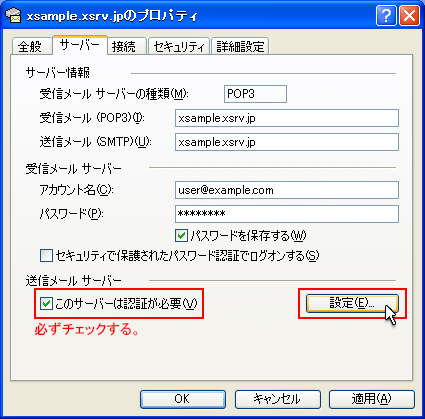 xsample.xsrv.jpのプロパティ
全般 サーバー 接続 セキュリティ 詳細設定
サーバー情報
受信メール サーバーの種類(M): POP3
受信メール (POP3)(I): xsample.xsrv.jp
送信メール (SMTP)(U): xsample.xsrv.jp
受信メール サーバー
アカウント名(C): user@example.com
パスワード(P): ********
パスワードを保存する(W)
セキュリティで保護されたパスワード認証でログオンする(S)
送信メール サーバー
このサーバーは認証が必要(V) 設定(E)...
必ずチェックする。
OK キャンセル 適用(A)